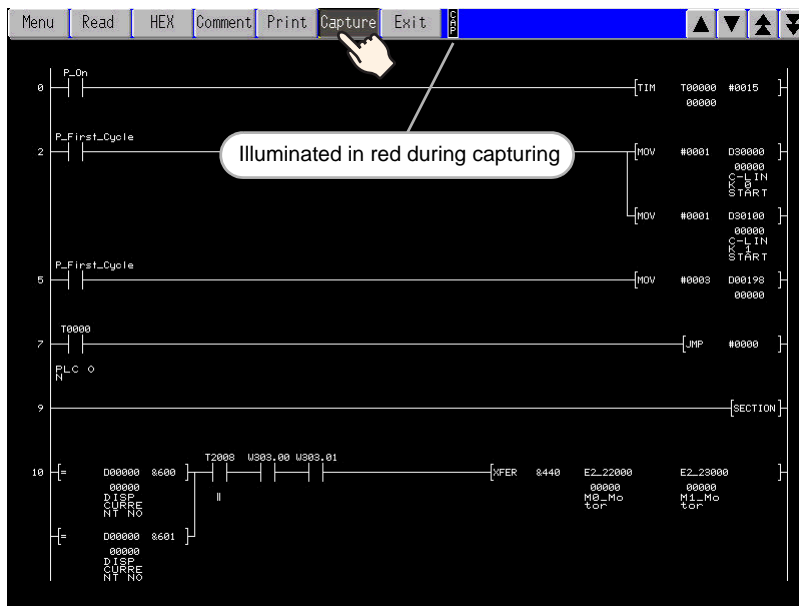 Menu Read HEX Comment Print Capture Exit CAP
P_On
0 TIM T00000 #0015
00000
P_First_Cycle
Illuminated in red during capturing
2 MOV #0001 D30000
00000
C-LIN
K 0
START
MOV #0001 D30100
00000
C-LIN
K 1
START
P_First_Cycle
5 MOV #0003 D00198
00000
T0000
7 JMP #0000
PLC O
N
9 SECTION
T2008 W303.00 W303.01
10 = D00000 &600 XFER &440 E2_22000 E2_23000
00000 00000 00000
DISP M0_Mo M1_Mo
CURRE tor tor
NT NO
= D00000 &601
00000
DISP
CURRE
NT NO